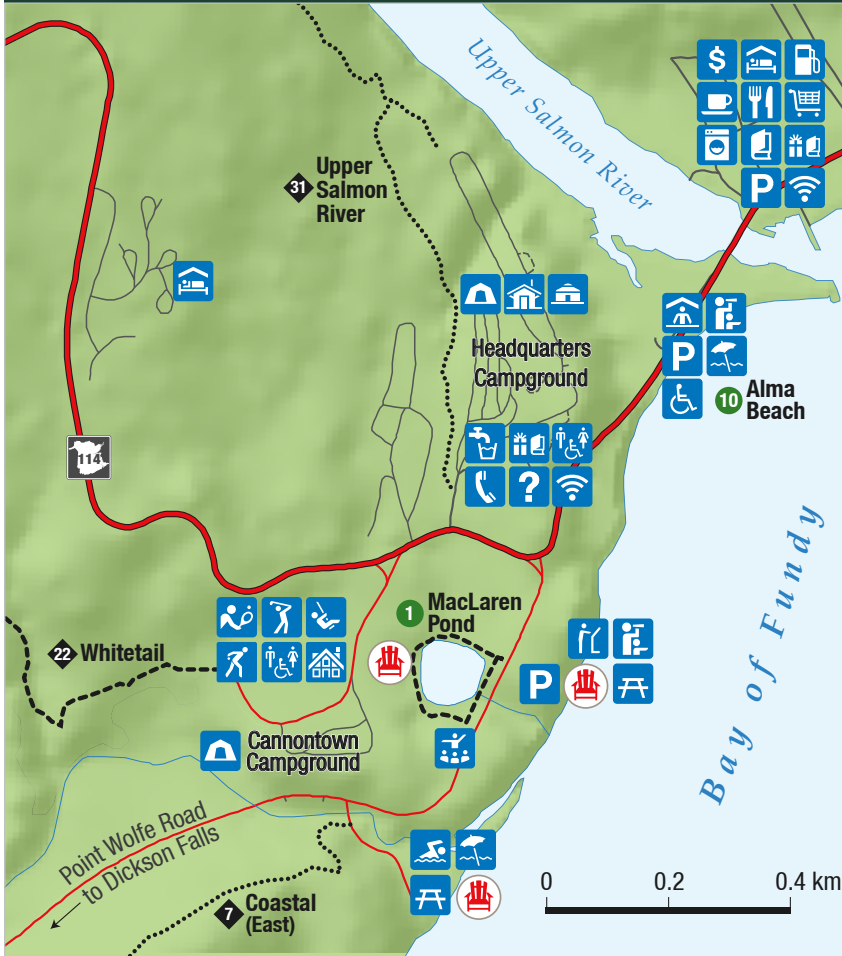 Upper Salmon River
$
P
31
Upper
Salmon
River
Headquarters
Campground
P
10
Alma
Beach
114
?
1
MacLaren
Pond
22
Whitetail
P
Cannontown
Campground
Bay of Fundy
Point Wolfe Road
to Dickson Falls
7
Coastal
(East)
0 0.2 0.4 km